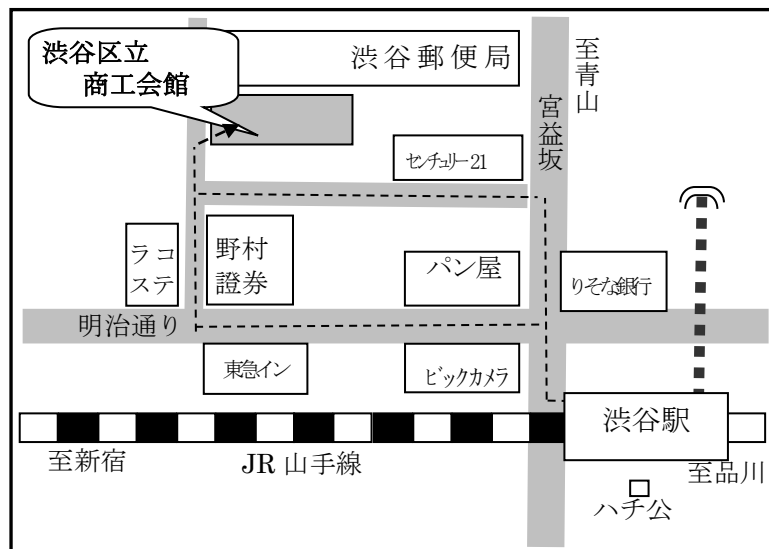 渋谷区立
商工会館
渋谷郵便局
至青山
宮益坂
センチュリー21
ラコ
ステ
野村
證券
パン屋
りそな銀行
明治通り
東急イン
ビックカメラ
渋谷駅
至新宿
JR 山手線
至品川
ハチ公